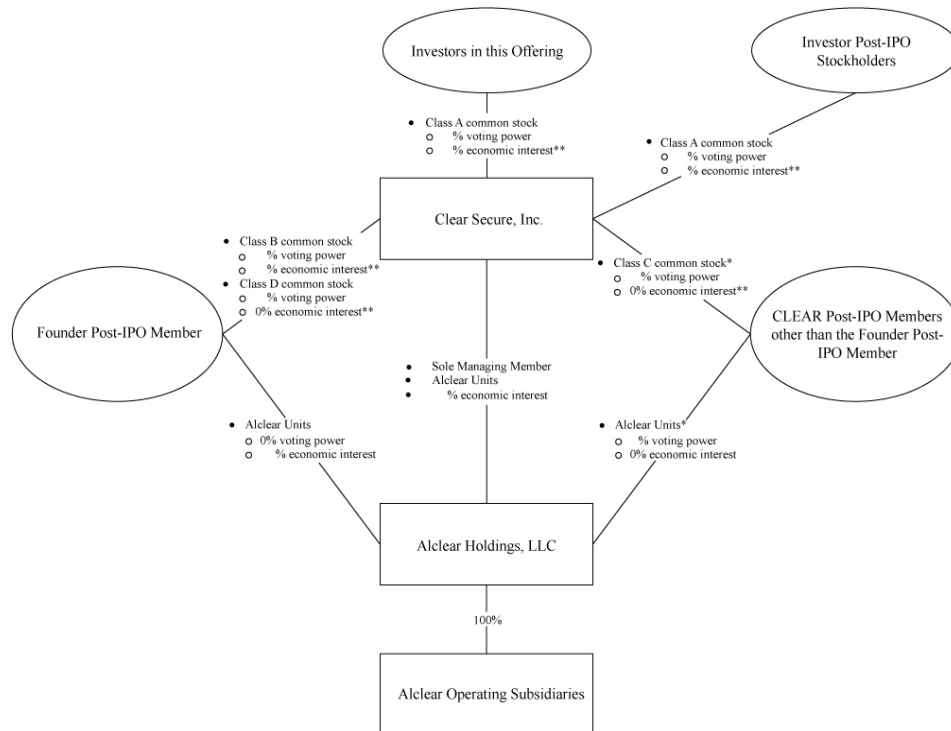 Investors in this Offering
Investor Post-IPO
Stockholders
• Class A common stock
o % voting power
o % economic interest**
• Class A common stock
o % voting power
o % economic interest**
Clear Secure, Inc.
• Class B common stock
o % voting power
o % economic interest**
• Class D common stock
o % voting power
o 0% economic interest**
• Class C common stock*
o % voting power
o 0% economic interest**
Founder Post-IPO Member
CLEAR Post-IPO Members
other than the Founder Post-
IPO Member
• Sole Managing Member
• Alclear Units
• % economic interest
• Alclear Units
o 0% voting power
o % economic interest
• Alclear Units*
o % voting power
o 0% economic interest
Alclear Holdings, LLC
100%
Alclear Operating Subsidiaries